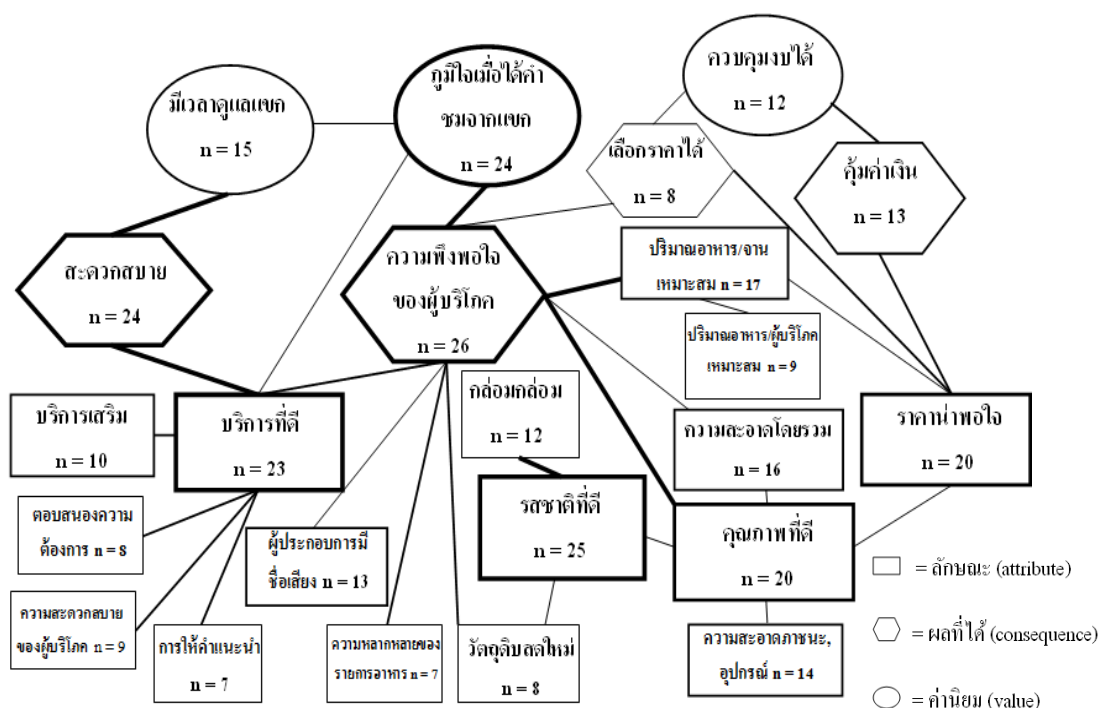 มีเวลาดูแลแขก
n = 15
ภูมิใจเมื่อได้คำ
ชมจากแขก
n = 24
ควบคุมงบได้
n = 12
เลือกราคาได้
n = 8
คุ้มค่าเงิน
n = 13
สะดวกสบาย
n = 24
ความพึงพอใจ
ของผู้บริโภค
n = 26
ปริมาณอาหาร/จาน
เหมาะสม n = 17
ปริมาณอาหาร/ผู้บริโภค
เหมาะสม n = 9
บริการเสริม
n = 10
บริการที่ดี
n = 23
กล่อมกล่อม
n = 12
ความสะอาดโดยรวม
n = 16
ราคาน่าพอใจ
n = 20
ตอบสนองความ
ต้องการ n = 8
ผู้ประกอบการมี
ชื่อเสียง n = 13
รสชาติที่ดี
n = 25
คุณภาพที่ดี
n = 20
ความสะดวกสบาย
ของผู้บริโภค n = 9
การให้คำแนะนำ
n = 7
ความหลากหลายของ
รายการอาหาร n = 7
วัตถุดิบสดใหม่
n = 8
ความสะอาดภาชนะ,
อุปกรณ์ n = 14
= ลักษณะ (attribute)
= ผลที่ได้ (consequence)
= ค่านิยม (value)